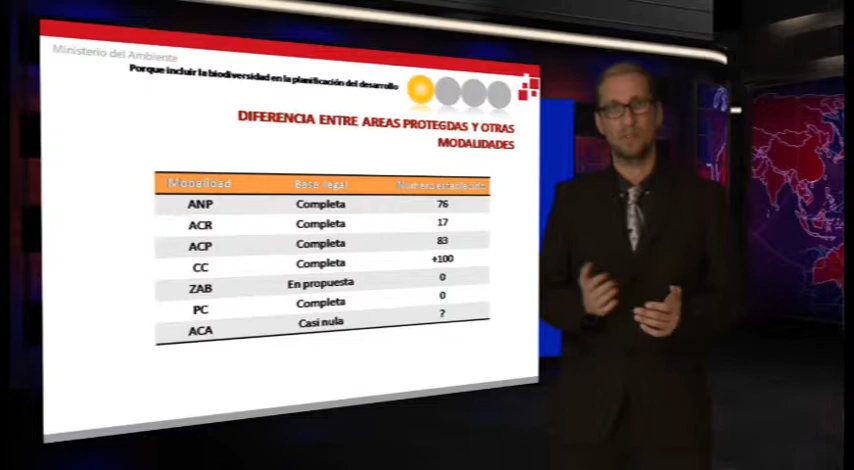 Ministerio del Ambiente
Porque incluir la biodiversidad en la planificación del desarrollo
DIFERENCIA ENTRE AREAS PROTEGDAS Y OTRAS
MODALIDADES
Modalidad Base legal Numero establecido
ANP Completa 76
ACR Completa 17
ACP Completa 83
CC Completa +100
ZAB En propuesta 0
PC Completa 0
ACA Casi nula ?